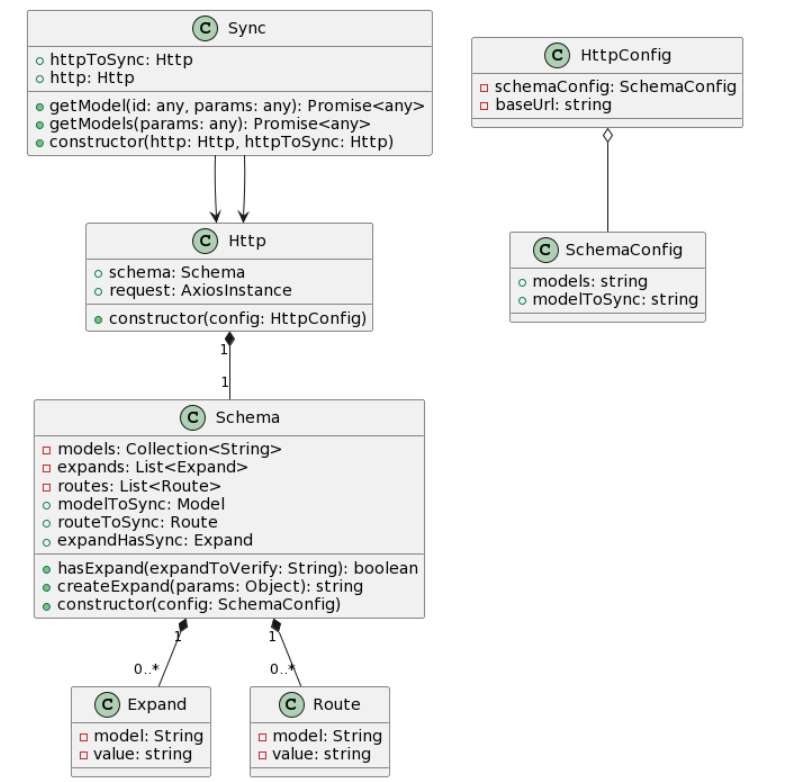 C Sync
httpToSync: Http
http: Http
getModel(id: any, params: any): Promise<any>
getModels(params: any): Promise<any>
constructor(http: Http, httpToSync: Http)
C HttpConfig
schemaConfig: SchemaConfig
baseUrl: string
C Http
schema: Schema
request: AxiosInstance
constructor(config: HttpConfig)
C SchemaConfig
models: string
modelToSync: string
1
1
C Schema
models: Collection<String>
expands: List<Expand>
routes: List<Route>
modelToSync: Model
routeToSync: Route
expandHasSync: Expand
hasExpand(expandToVerify: String): boolean
createExpand(params: Object): string
constructor(config: SchemaConfig)
1
1
0..*
0..*
C Expand
model: String
value: string
C Route
model: String
value: string